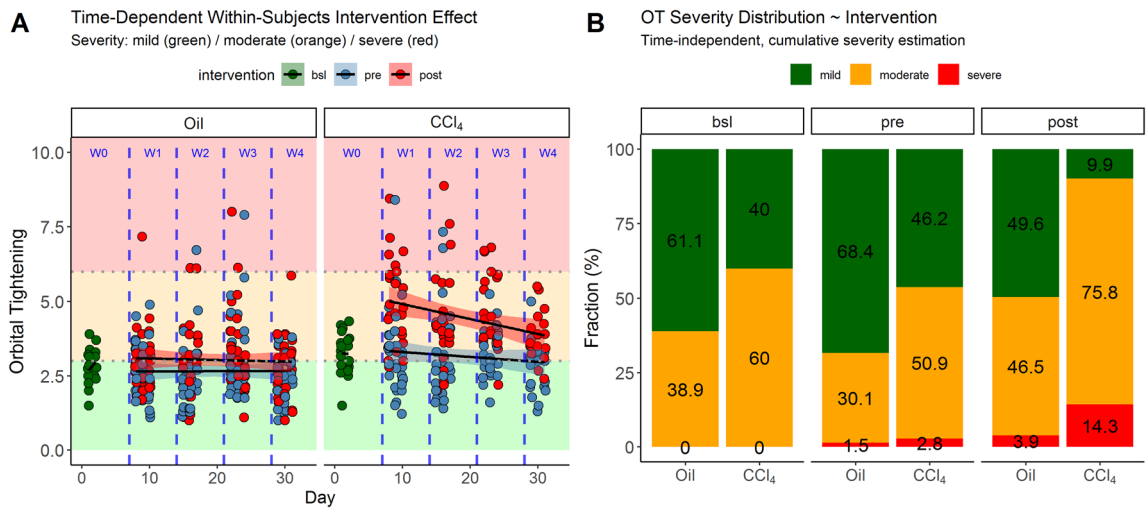 A
Time-Dependent Within-Subjects Intervention Effect
Severity: mild (green) / moderate (orange) / severe (red)
intervention bsl pre post
Oil CCl₄
10.0 W0 W1 W2 W3 W4 W0 W1 W2 W3 W4
7.5
5.0
2.5
0.0
Orbital Tightening
0 10 20 30 0 10 20 30
Day
B
OT Severity Distribution ~ Intervention
Time-independent, cumulative severity estimation
mild moderate severe
bsl pre post
100
75
50
25
0
Fraction (%)
61.1 40 68.4 46.2 49.6 9.9
38.9 60 30.1 50.9 46.5 75.8
0 0 1.5 2.8 3.9 14.3
Oil CCl₄ Oil CCl₄ Oil CCl₄